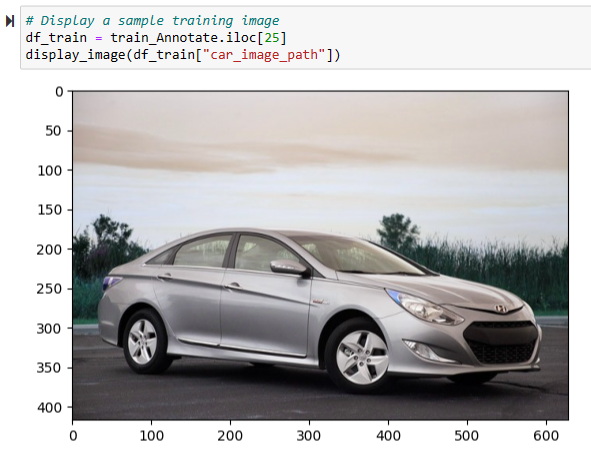 # Display a sample training image
df_train = train_Annotate.iloc[25]
display_image(df_train["car_image_path"])
0
50
100
150
200
250
300
350
400
0 100 200 300 400 500 600